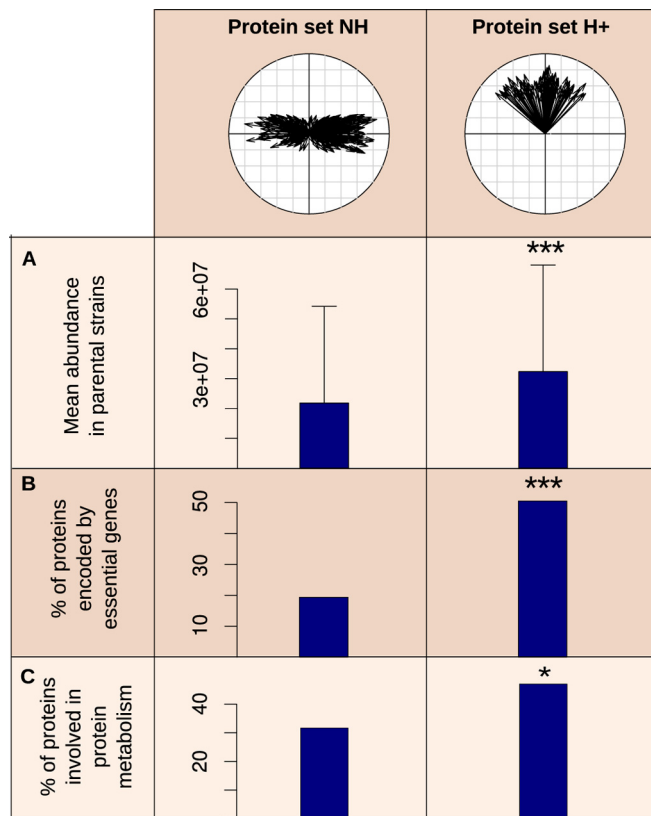 Protein set NH
Protein set H+
A
Mean abundance
in parental strains
6e+07
3e+07
***
B
% of proteins
encoded by
essential genes
50
30
10
***
C
% of proteins
involved in
protein
metabolism
40
20
*